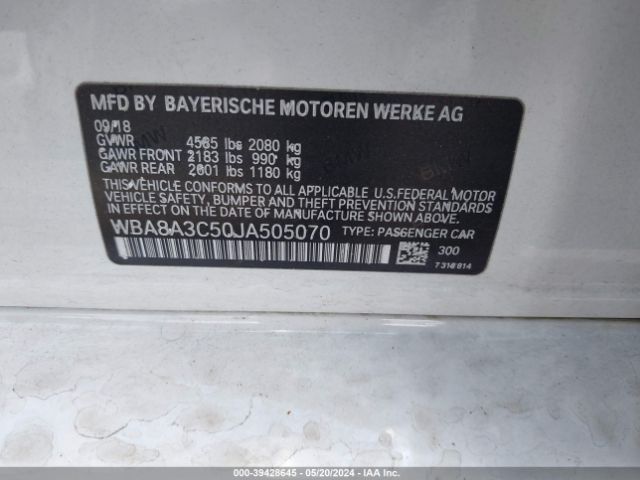 MFD BY BAYERISCHE MOTOREN WERKE AG
09/18
GVWR 4585 lbs 2080 kg
GAWR FRONT 2183 lbs 990 kg
GAWR REAR 2601 lbs 1180 kg
THIS VEHICLE CONFORMS TO ALL APPLICABLE U.S. FEDERAL MOTOR
VEHICLE SAFETY, BUMPER AND THEFT PREVENTION STANDARDS
IN EFFECT ON THE DATE OF MANUFACTURE SHOWN ABOVE.
WBA8A3C50JA505070 TYPE: PASSENGER CAR
300
7318814
000-39428645 - 05/20/2024 - IAA Inc.